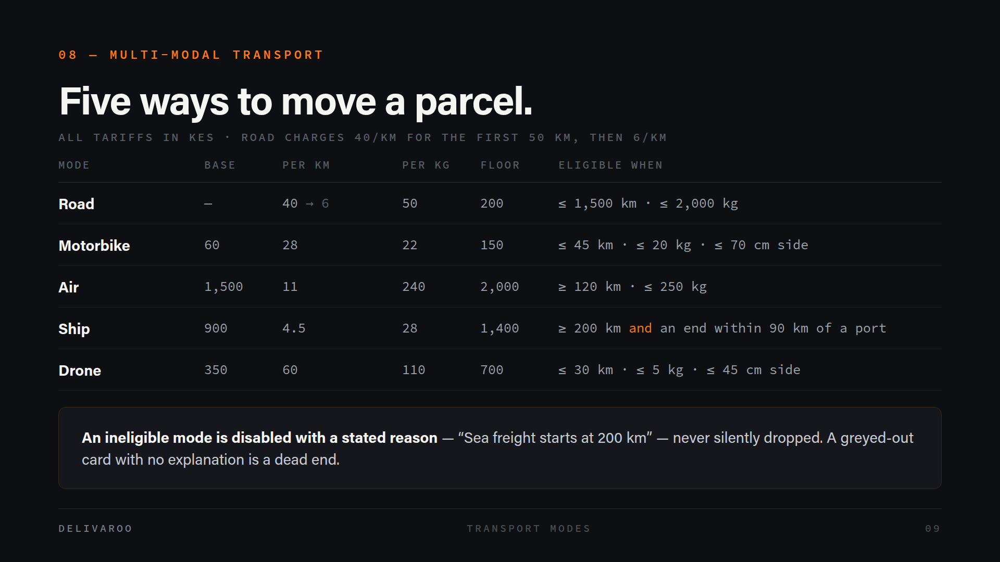 08 — MULTI-MODAL TRANSPORT
Five ways to move a parcel.
ALL TARIFFS IN KES · ROAD CHARGES 40/KM FOR THE FIRST 50 KM, THEN 6/KM
MODE BASE PER KM PER KG FLOOR ELIGIBLE WHEN
Road — 40 → 6 50 200 ≤ 1,500 km · ≤ 2,000 kg
Motorbike 60 28 22 150 ≤ 45 km · ≤ 20 kg · ≤ 70 cm side
Air 1,500 11 240 2,000 ≥ 120 km · ≤ 250 kg
Ship 900 4.5 28 1,400 ≥ 200 km and an end within 90 km of a port
Drone 350 60 110 700 ≤ 30 km · ≤ 5 kg · ≤ 45 cm side
An ineligible mode is disabled with a stated reason — “Sea freight starts at 200 km” — never silently dropped. A greyed-out
card with no explanation is a dead end.
DELIVAROO TRANSPORT MODES 09